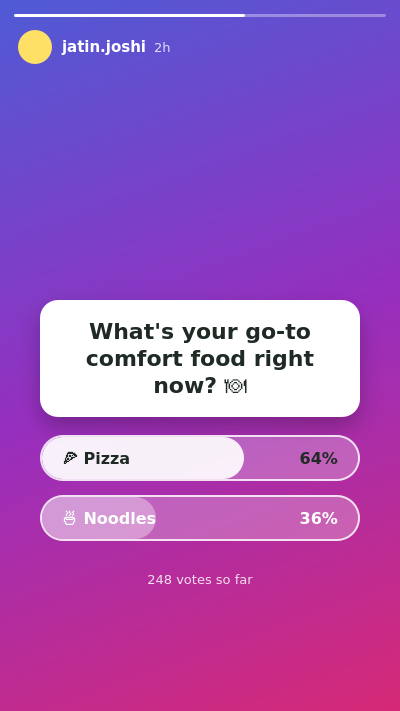 jatin.joshi 2h
What's your go-to
comfort food right
now? 🍽
🍕 Pizza 64%
🍜 Noodles 36%
248 votes so far